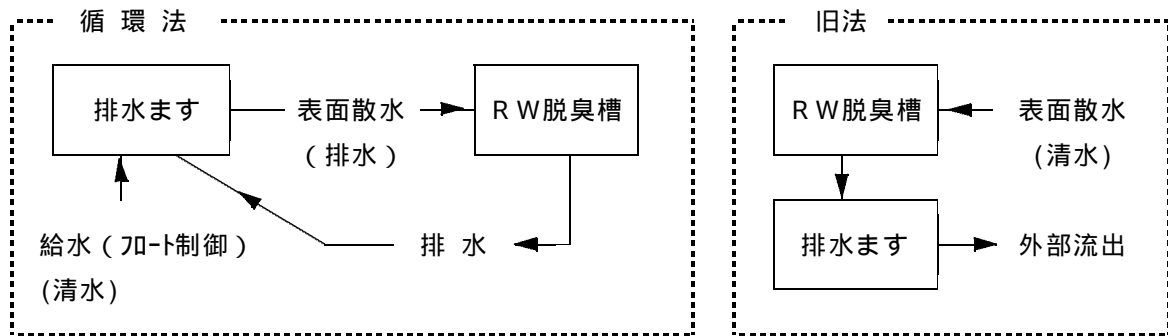 循 環 法
排水ます
表面散水
（排水）
ＲＷ脱臭槽
給水（ﾌﾛｰﾄ制御）
(清水)
排 水
旧法
ＲＷ脱臭槽
表面散水
(清水)
排水ます
外部流出